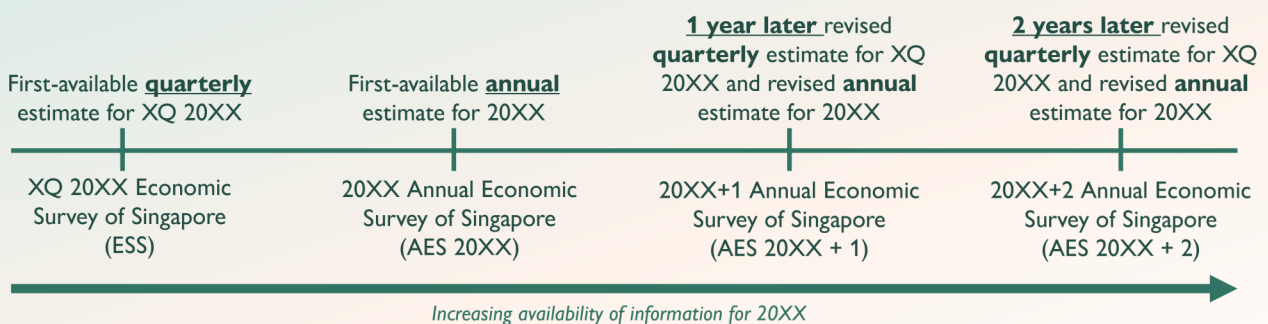 First-available quarterly
estimate for XQ 20XX
First-available annual
estimate for 20XX
1 year later revised
quarterly estimate for XQ
20XX and revised annual
estimate for 20XX
2 years later revised
quarterly estimate for XQ
20XX and revised annual
estimate for 20XX
XQ 20XX Economic
Survey of Singapore
(ESS)
20XX Annual Economic
Survey of Singapore
(AES 20XX)
20XX+1 Annual Economic
Survey of Singapore
(AES 20XX + 1)
20XX+2 Annual Economic
Survey of Singapore
(AES 20XX + 2)
Increasing availability of information for 20XX